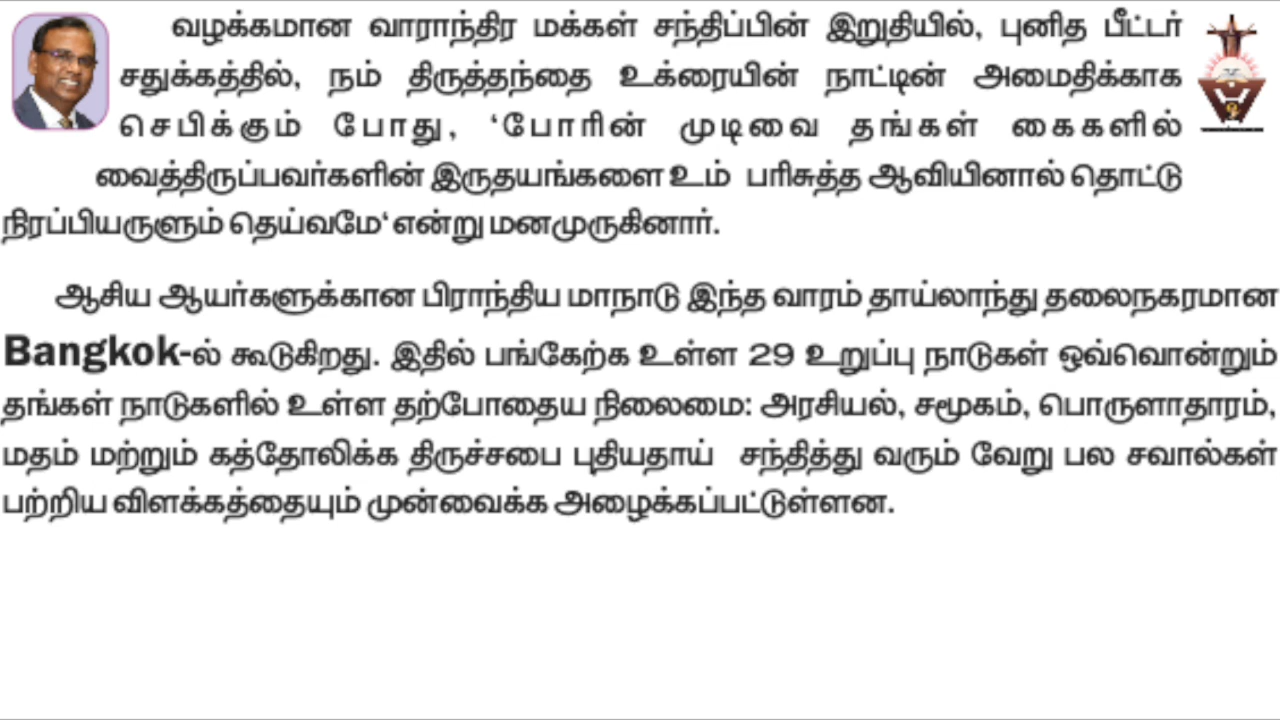 வழக்கமான வாராந்திர மக்கள் சந்திப்பின் இறுதியில், புனித பீட்டர்
சதுக்கத்தில், நம் திருத்தந்தை உக்ரையின் நாட்டின் அமைதிக்காக
செபிக்கும் போது, ‘போரின் முடிவை தங்கள் கைகளில்
வைத்திருப்பவர்களின் இருதயங்களை உம் பரிசுத்த ஆவியினால் தொட்டு
நிரப்பியருளும் தெய்வமே‘ என்று மனமுருகினார்.
ஆசிய ஆயர்களுக்கான பிராந்திய மாநாடு இந்த வாரம் தாய்லாந்து தலைநகரமான
Bangkok-ல் கூடுகிறது. இதில் பங்கேற்க உள்ள 29 உறுப்பு நாடுகள் ஒவ்வொன்றும்
தங்கள் நாடுகளில் உள்ள தற்போதைய நிலைமை: அரசியல், சமூகம், பொருளாதாரம்,
மதம் மற்றும் கத்தோலிக்க திருச்சபை புதியதாய் சந்தித்து வரும் வேறு பல சவால்கள்
பற்றிய விளக்கத்தையும் முன்வைக்க அழைக்கப்பட்டுள்ளன.